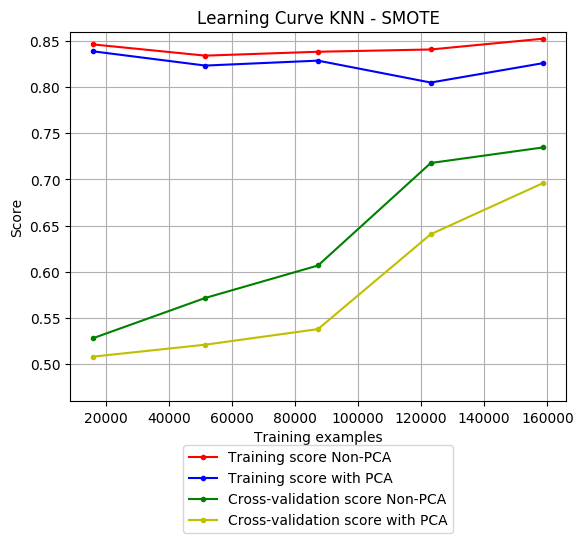 Learning Curve KNN - SMOTE
0.85
0.80
0.75
0.70
0.65
0.60
0.55
0.50
Score
20000 40000 60000 80000 100000 120000 140000 160000
Training examples
Training score Non-PCA
Training score with PCA
Cross-validation score Non-PCA
Cross-validation score with PCA